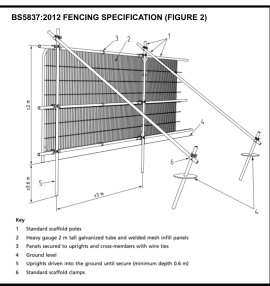 BS5837:2012 FENCING SPECIFICATION (FIGURE 2)
3
2
1
≥2 m
4
6
≥0.6 m
5
≥3 m
4
Key
1 Standard scaffold poles
2 Heavy gauge 2 m tall galvanized tube and welded mesh infill panels
3 Panels secured to uprights and cross-members with wire ties
4 Ground level
5 Uprights driven into the ground until secure (minimum depth 0.6 m)
6 Standard scaffold clamps